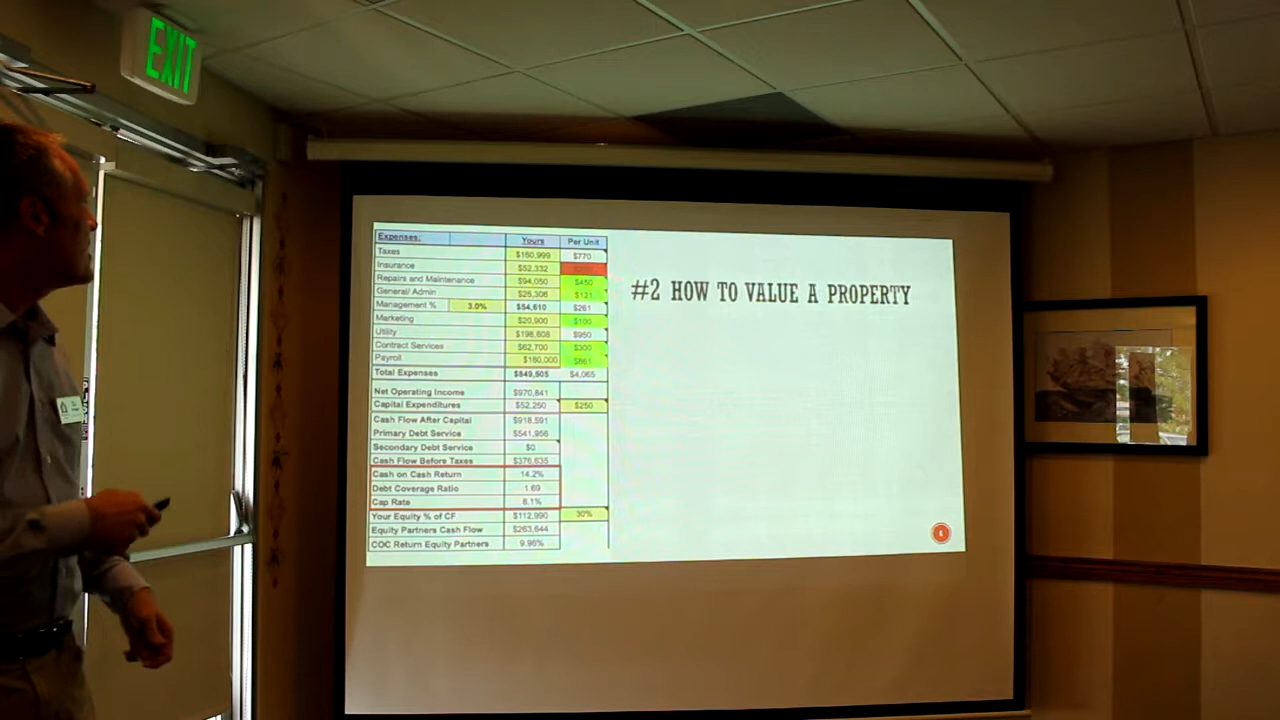 EXIT
Expenses: Yours Per Unit
Taxes $160,999 $770
Insurance $52,332
Repairs and Maintenance $94,050 $450
General/ Admin $25,306 $121
Management % 3.0% $54,610 $261
Marketing $20,900 $100
Utility $198,608 $950
Contract Services $62,700 $300
Payroll $180,000 $861
Total Expenses $849,505 $4,065
Net Operating Income $970,841
Capital Expenditures $52,250 $250
Cash Flow After Capital $918,591
Primary Debt Service $541,956
Secondary Debt Service $0
Cash Flow Before Taxes $376,635
Cash on Cash Return 14.2%
Debt Coverage Ratio 1.69
Cap Rate 8.1%
Your Equity % of CF $112,990 30%
Equity Partners Cash Flow $263,644
COC Return Equity Partners 9.96%
#2 HOW TO VALUE A PROPERTY